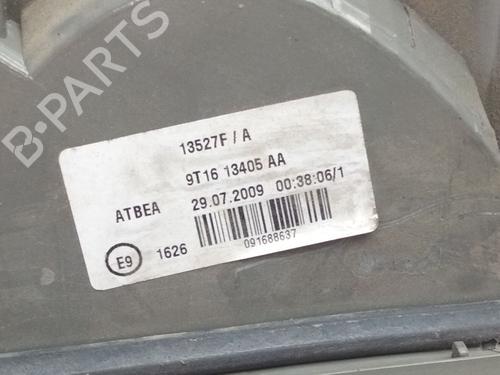 B-PARTS
13527F / A
9T16 13405 AA
ATBEA 29.07.2009 00:38:06/1
E9 1626
091688637